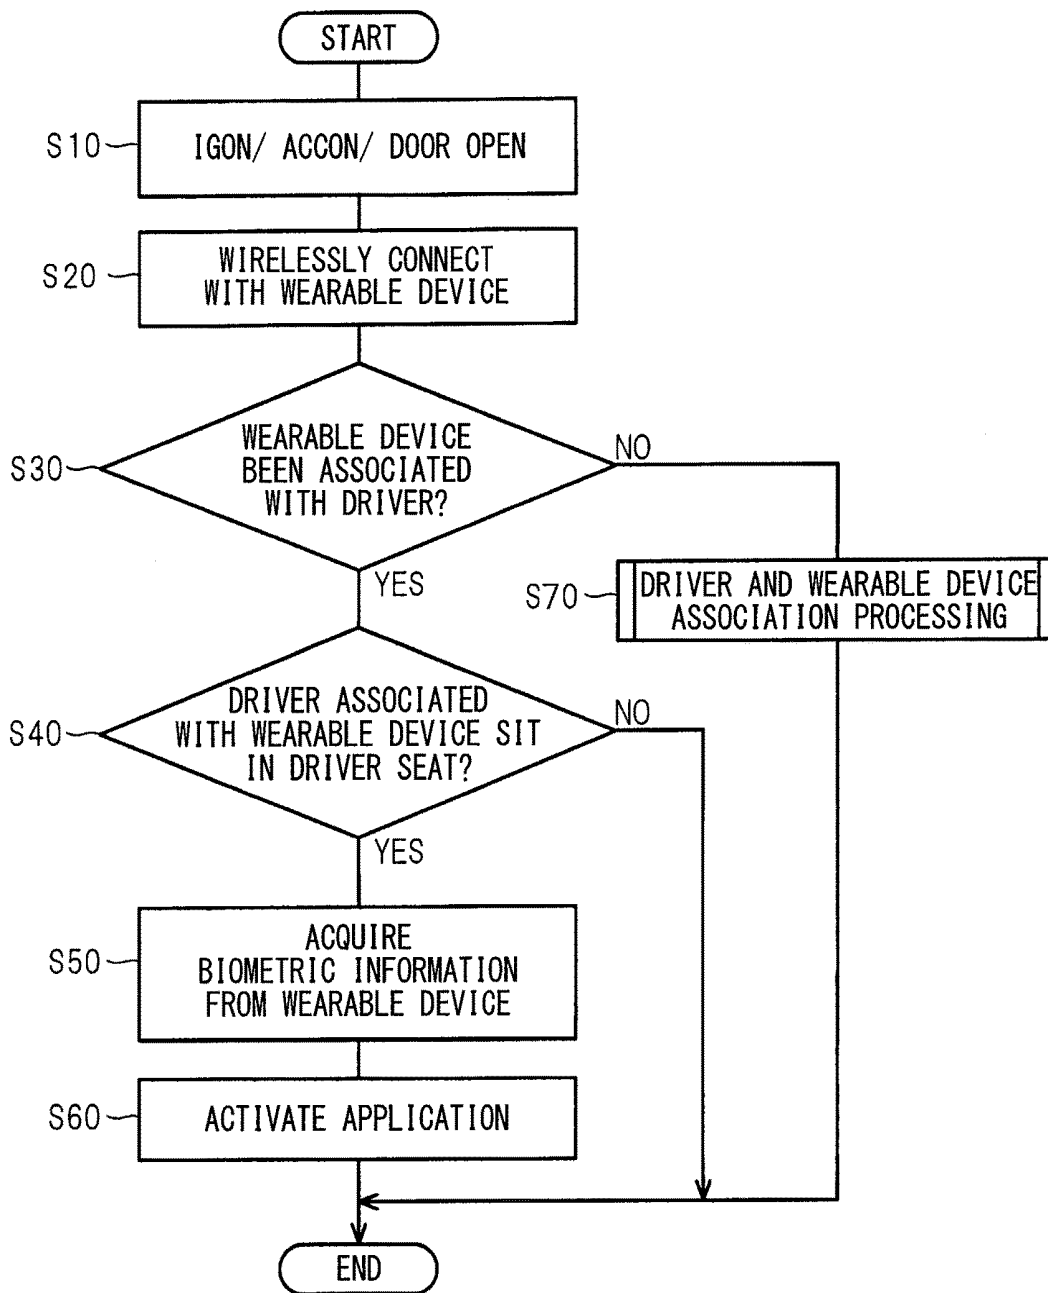 START
S10
IGON/ ACCON/ DOOR OPEN
S20
WIRELESSLY CONNECT
WITH WEARABLE DEVICE
S30
WEARABLE DEVICE
BEEN ASSOCIATED
WITH DRIVER?
NO
YES
S70
DRIVER AND WEARABLE DEVICE
ASSOCIATION PROCESSING
S40
DRIVER ASSOCIATED
WITH WEARABLE DEVICE SIT
IN DRIVER SEAT?
NO
YES
S50
ACQUIRE
BIOMETRIC INFORMATION
FROM WEARABLE DEVICE
S60
ACTIVATE APPLICATION
END